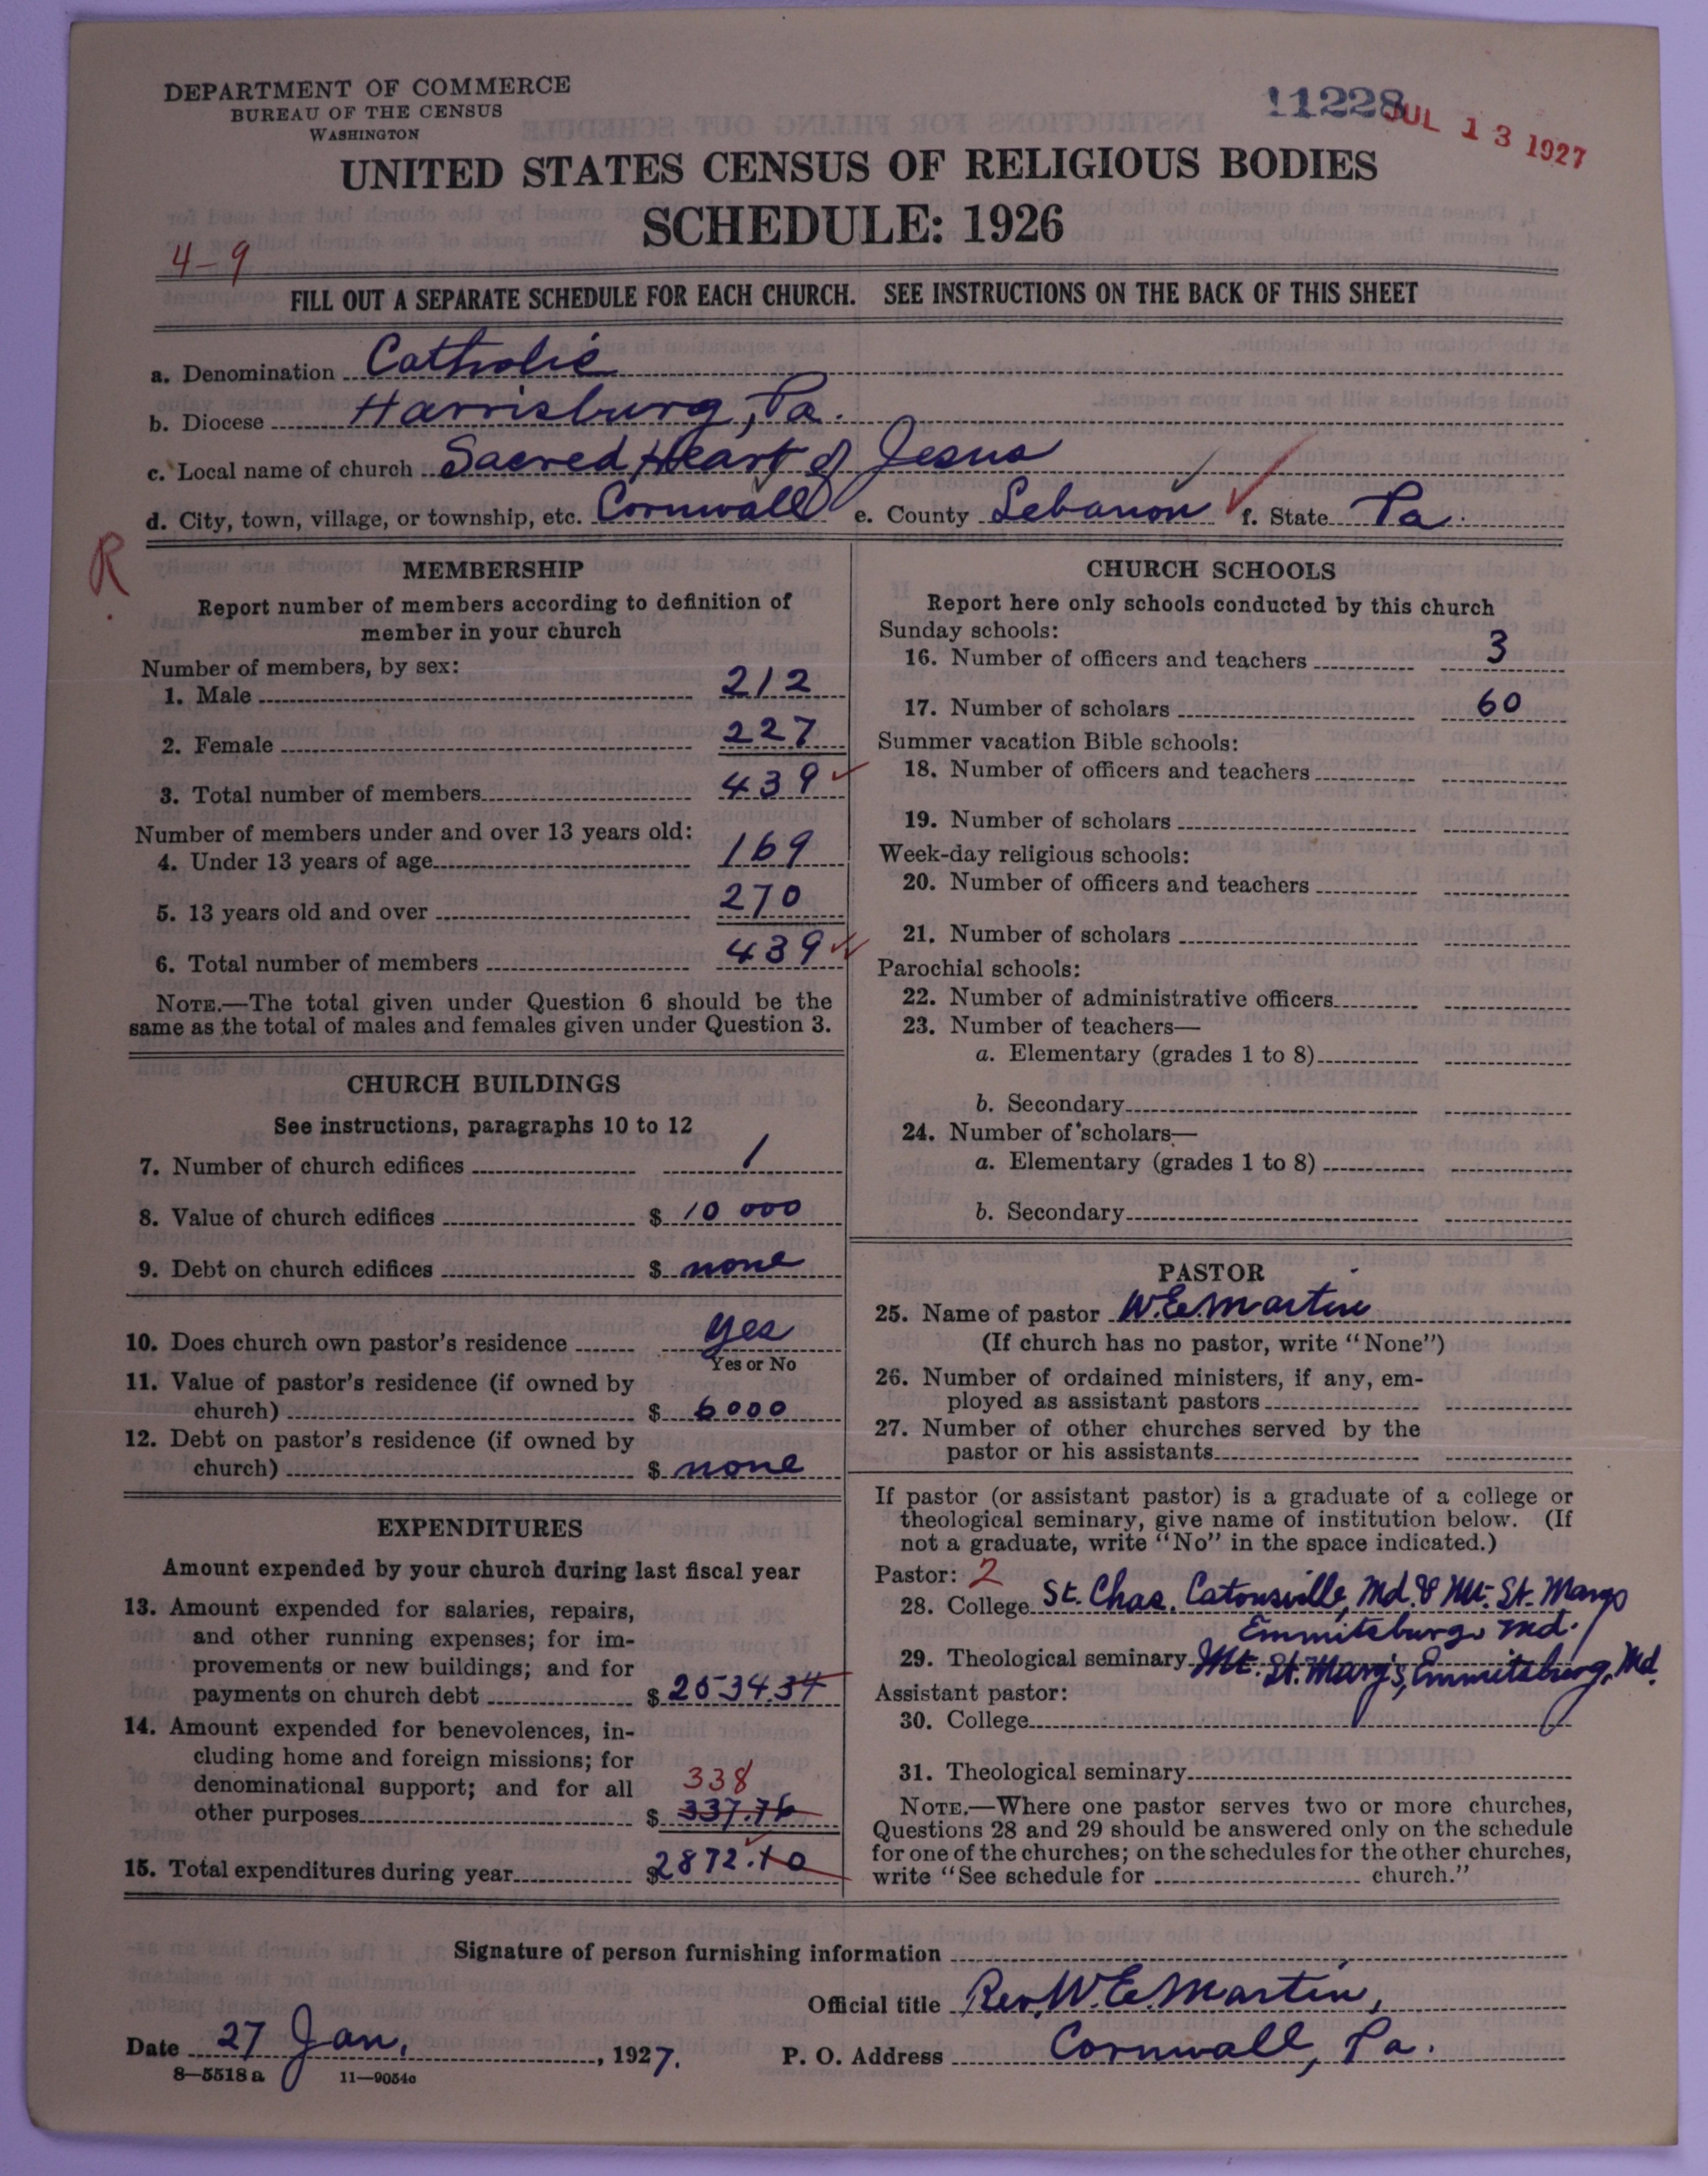 DEPARTMENT OF COMMERCE
BUREAU OF THE CENSUS
WASHINGTON
11228
JUL 13 1927
UNITED STATES CENSUS OF RELIGIOUS BODIES
SCHEDULE: 1926
4-9
FILL OUT A SEPARATE SCHEDULE FOR EACH CHURCH. SEE INSTRUCTIONS ON THE BACK OF THIS SHEET
a. Denomination Catholic
b. Diocese Harrisburg, Pa.
c. Local name of church Sacred Heart of Jesus
d. City, town, village, or township, etc. Cornwall e. County Lebanon f. State Pa.
R
MEMBERSHIP
Report number of members according to definition of
member in your church
Number of members, by sex:
1. Male 212
2. Female 227
3. Total number of members 439
Number of members under and over 13 years old:
4. Under 13 years of age 169
5. 13 years old and over 270
6. Total number of members 439
NOTE.—The total given under Question 6 should be the
same as the total of males and females given under Question 3.
CHURCH BUILDINGS
See instructions, paragraphs 10 to 12
7. Number of church edifices 1
8. Value of church edifices $ 10 000
9. Debt on church edifices $ none
10. Does church own pastor's residence yes
Yes or No
11. Value of pastor's residence (if owned by
church) $ 6000
12. Debt on pastor's residence (if owned by
church) $ none
EXPENDITURES
Amount expended by your church during last fiscal year
13. Amount expended for salaries, repairs,
and other running expenses; for im-
provements or new buildings; and for
payments on church debt $ 2534.34
14. Amount expended for benevolences, in-
cluding home and foreign missions; for
denominational support; and for all 338
other purposes $ 337.76
15. Total expenditures during year $2872.10
CHURCH SCHOOLS
Report here only schools conducted by this church
Sunday schools:
16. Number of officers and teachers 3
17. Number of scholars 60
Summer vacation Bible schools:
18. Number of officers and teachers
19. Number of scholars
Week-day religious schools:
20. Number of officers and teachers
21. Number of scholars
Parochial schools:
22. Number of administrative officers
23. Number of teachers—
a. Elementary (grades 1 to 8)
b. Secondary
24. Number of scholars—
a. Elementary (grades 1 to 8)
b. Secondary
PASTOR
25. Name of pastor W.E. Martin
(If church has no pastor, write "None")
26. Number of ordained ministers, if any, em-
ployed as assistant pastors
27. Number of other churches served by the
pastor or his assistants
If pastor (or assistant pastor) is a graduate of a college or
theological seminary, give name of institution below. (If
not a graduate, write "No" in the space indicated.)
Pastor: 2
28. College St. Chas. Catonsville, Md. & Mt. St. Marys
Emmitsburg, Md.
29. Theological seminary Mt. St. Mary's, Emmitsburg, Md.
Assistant pastor:
30. College
31. Theological seminary
NOTE.—Where one pastor serves two or more churches,
Questions 28 and 29 should be answered only on the schedule
for one of the churches; on the schedules for the other churches,
write "See schedule for church."
Signature of person furnishing information
Official title Rev. W. E. Martin,
Date 27 Jan., 1927. P. O. Address Cornwall, Pa.
8—5518 a 11—9054c